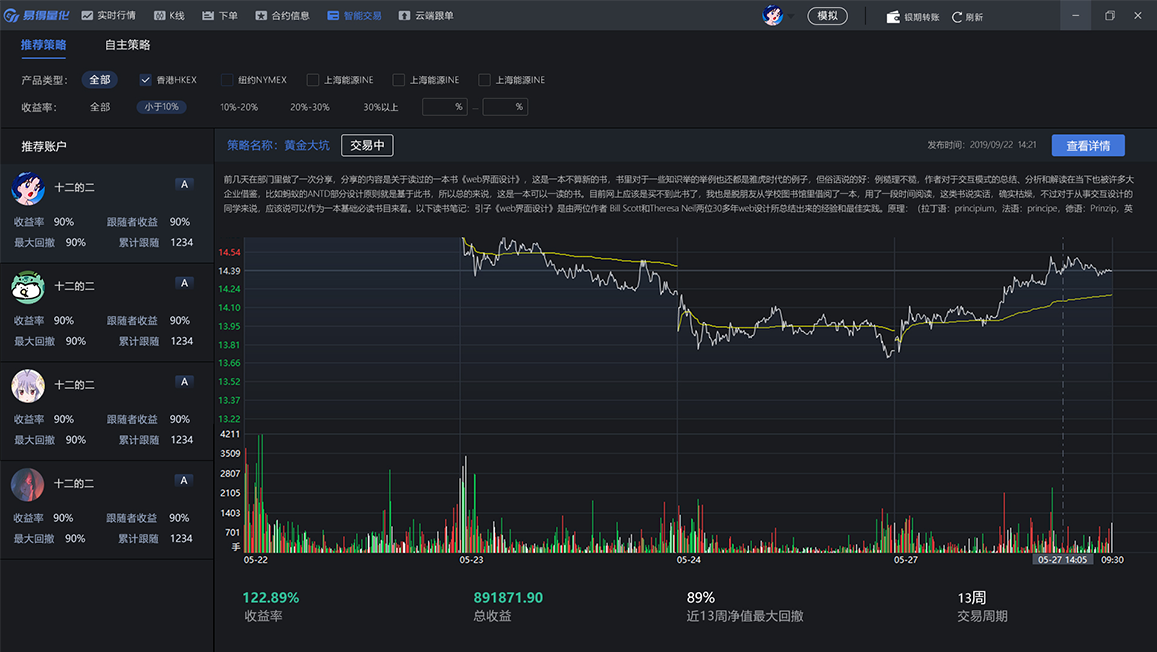 易倜量化 实时行情 K线 下单 合约信息 智能交易 云端跟单 模拟 银期转账 刷新
推荐策略 自主策略
产品类型: 全部 香港HKEX 纽约NYMEX 上海能源INE 上海能源INE 上海能源INE
收益率: 全部 小于10% 10%-20% 20%-30% 30%以上 % — %
推荐账户
策略名称: 黄金大坑 交易中 发布时间: 2019/09/22 14:21 查看详情
十二的二 A
收益率 90% 跟随者收益 90%
最大回撤 90% 累计跟随 1234
十二的二 A
收益率 90% 跟随者收益 90%
最大回撤 90% 累计跟随 1234
十二的二 A
收益率 90% 跟随者收益 90%
最大回撤 90% 累计跟随 1234
十二的二 A
收益率 90% 跟随者收益 90%
最大回撤 90% 累计跟随 1234
前几天在部门里做了一次分享，分享的内容是关于读过的一本书《web界面设计》，这是一本不算新的书，书里对于一些知识举的举例也还都是雅虎时代的例子，但俗话说的好：例糙理不糙，作者对于交互模式的总结、分析和解读在当下也被许多大
企业借鉴，比如蚂蚁的ANTD部分设计原则就是基于此书，所以总的来说，这是一本可以一读的书。目前网上应该是买不到此书了，我也是脱朋友从学校图书馆里借阅了一本，用了一段时间阅读，这类书说实话，确实枯燥，不过对于从事交互设计的
同学来说，应该说可以作为一本基础必读书目来看。以下读书笔记：引子《web界面设计》是由两位作者 Bill Scott和Theresa Neil两位30多年web设计所总结出来的经验和最佳实践。原理：（拉丁语：principium，法语：principe，德语：Prinzip，英
14.54
14.39
14.24
14.10
13.95
13.81
13.66
13.52
13.37
13.22
4211
3509
2807
2105
1403
701
手
05-22 05-23 05-24 05-27 05-27 14:05 09:30
122.89% 891871.90 89% 13周
收益率 总收益 近13周净值最大回撤 交易周期